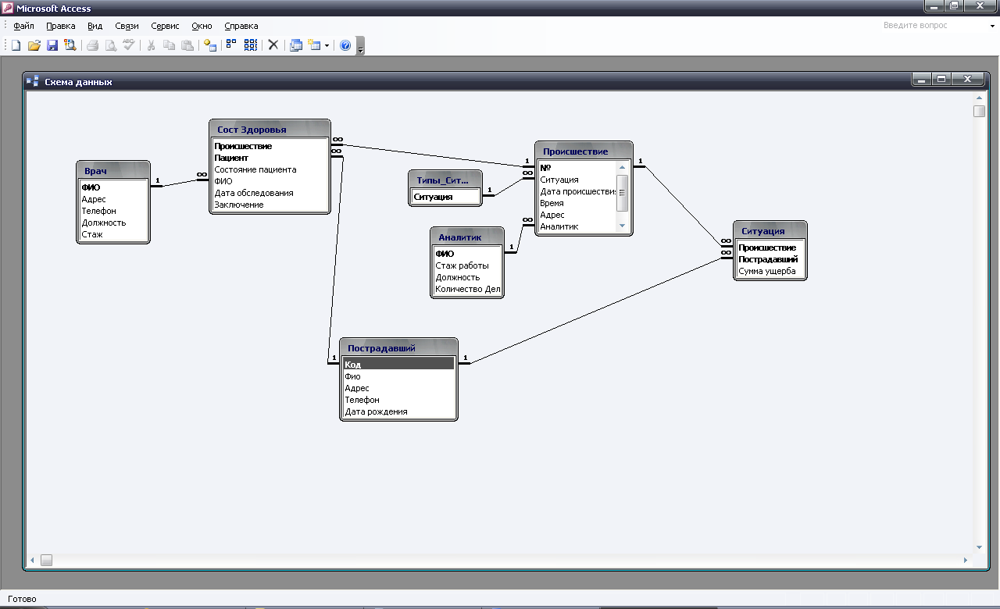 Microsoft Access
Файл Правка Вид Связи Сервис Окно Справка
Введите вопрос
Схема данных
Врач
ФИО
Адрес
Телефон
Должность
Стаж
1
∞
Сост Здоровья
Происшествие
Пациент
Состояние пациента
ФИО
Дата обследования
Заключение
∞
∞
Типы_Сит...
Ситуация
1
Аналитик
ФИО
Стаж работы
Должность
Количество Дел
1
1
∞
∞
Происшествие
№
Ситуация
Дата происшествия
Время
Адрес
Аналитик
1
∞
∞
Ситуация
Происшествие
Пострадавший
Сумма ущерба
1
Пострадавший
Код
Фио
Адрес
Телефон
Дата рождения
1
Готово